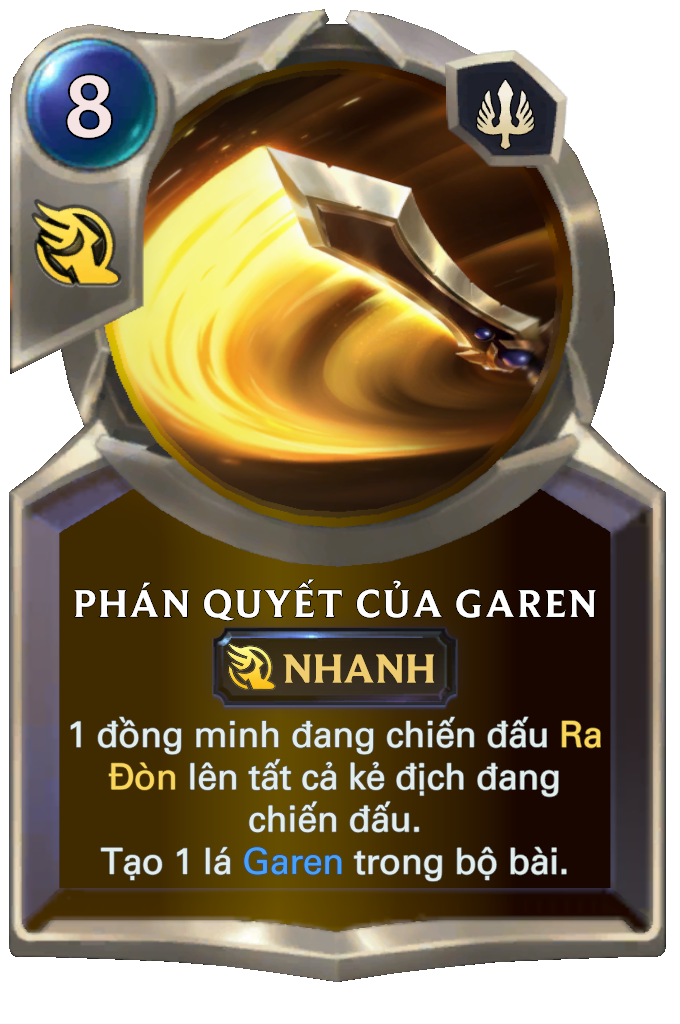 8
PHÁN QUYẾT CỦA GAREN
NHANH
1 đồng minh đang chiến đấu Ra
Đòn lên tất cả kẻ địch đang
chiến đấu.
Tạo 1 lá Garen trong bộ bài.